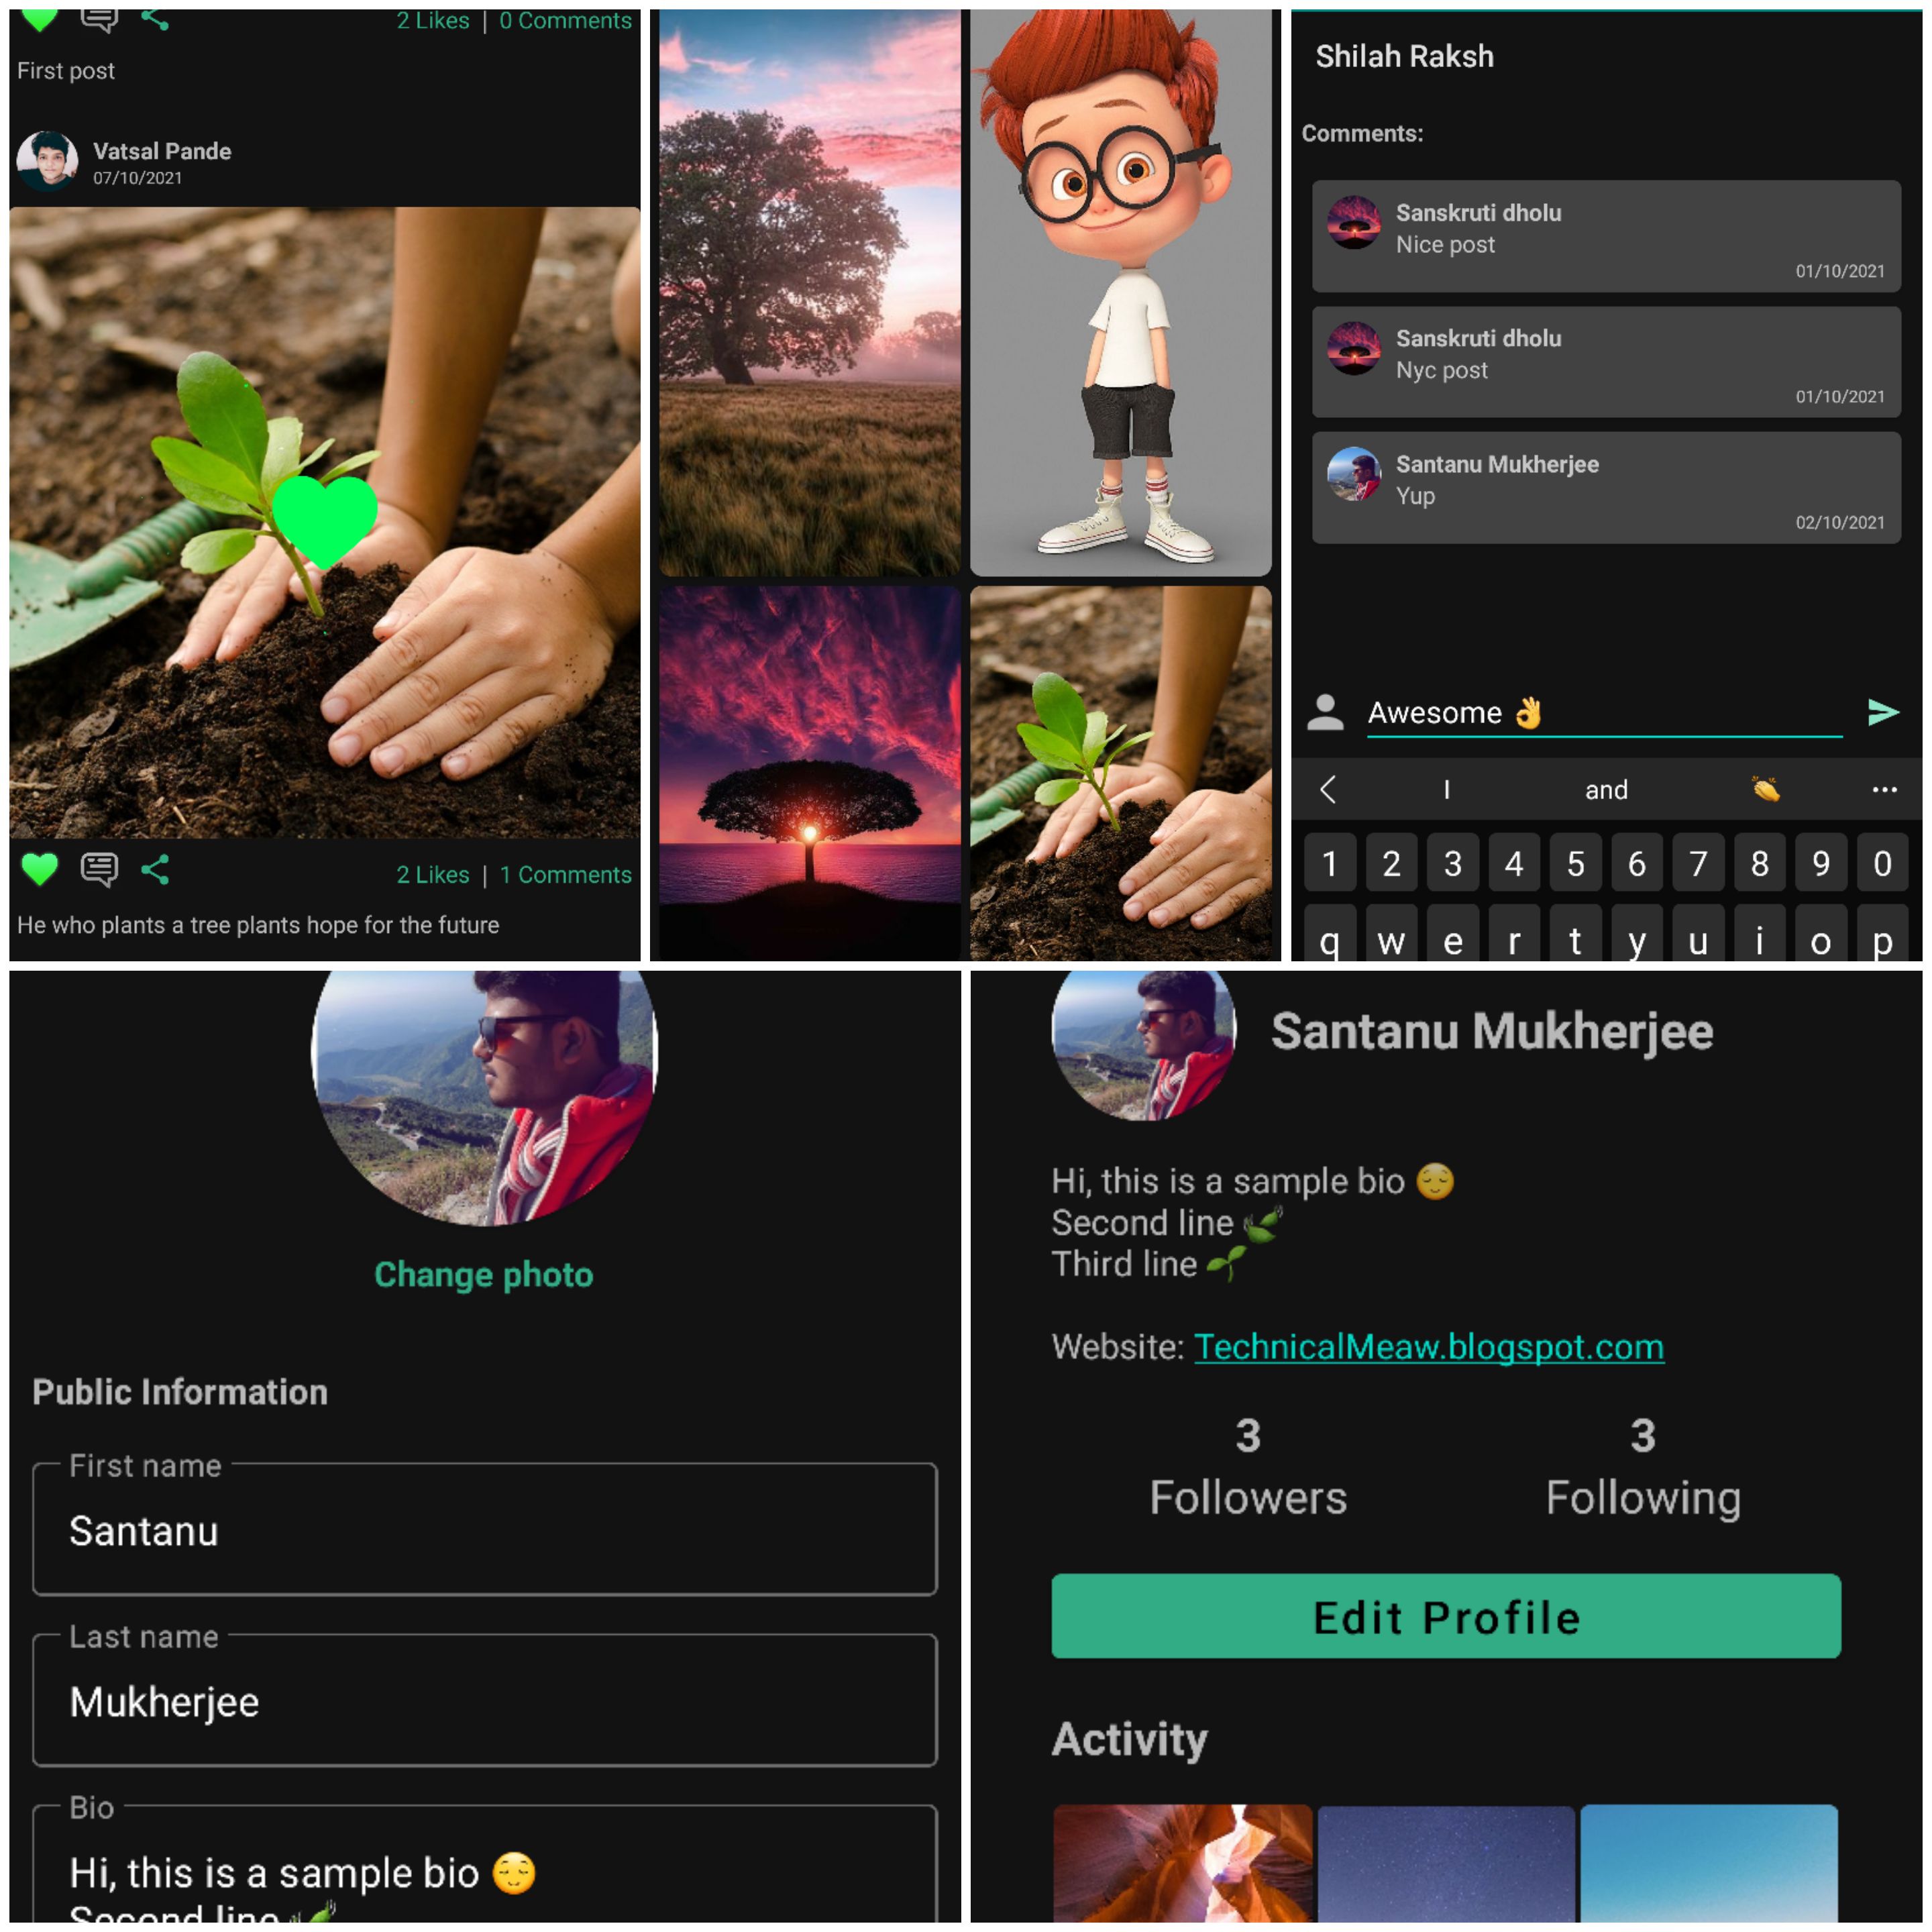 2 Likes | 0 Comments
First post
Vatsal Pande
07/10/2021
2 Likes | 1 Comments
He who plants a tree plants hope for the future
Shilah Raksh
Comments:
Sanskruti dholu
Nice post
01/10/2021
Sanskruti dholu
Nyc post
01/10/2021
Santanu Mukherjee
Yup
02/10/2021
Awesome 👌
I and 👏 ...
1 2 3 4 5 6 7 8 9 0
q w e r t y u i o p
Change photo
Public Information
First name
Santanu
Last name
Mukherjee
Bio
Hi, this is a sample bio 😌
Second line 🍃
Santanu Mukherjee
Hi, this is a sample bio 😌
Second line 🍃
Third line 🌱
Website: TechnicalMeaw.blogspot.com
3
Followers
3
Following
Edit Profile
Activity